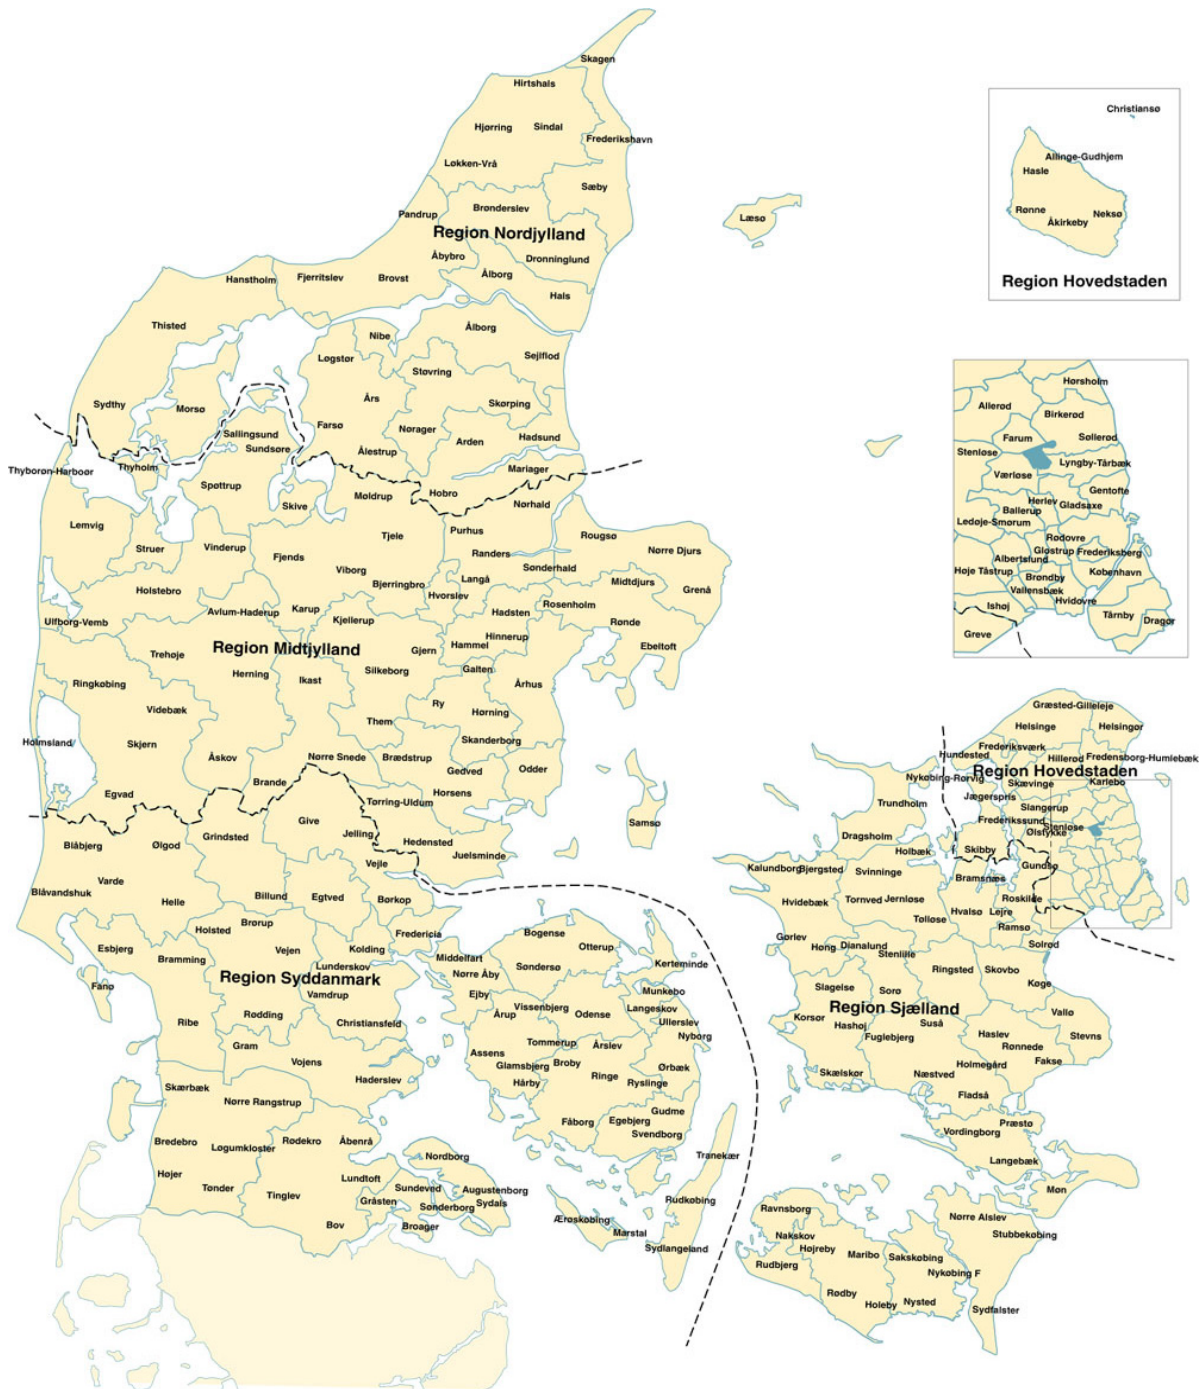 Skagen
Hirtshals
Hjørring
Sindal
Frederikshavn
Løkken-Vrå
Sæby
Pandrup
Brønderslev
Region Nordjylland
Læsø
Åbybro
Dronninglund
Hanstholm
Fjerritslev
Brovst
Ålborg
Hals
Thisted
Nibe
Ålborg
Løgstør
Sejlflod
Støvring
Års
Sydthy
Morsø
Skørping
Farsø
Nørager
Sallingsund
Sundsøre
Arden
Hadsund
Ålestrup
Thyborøn-Harboør
Thyholm
Mariager
Spøttrup
Møldrup
Hobro
Skive
Nørhald
Lemvig
Tjele
Purhus
Rougsø
Struer
Vinderup
Fjends
Randers
Nørre Djurs
Viborg
Sønderhald
Holstebro
Bjerringbro
Langå
Midtdjurs
Grenå
Hvorslev
Avlum-Haderup
Karup
Kjellerup
Hadsten
Rosenholm
Ulfborg-Vemb
Rønde
Hinnerup
Region Midtjylland
Trehøje
Gjern
Hammel
Ebeltoft
Herning
Ikast
Silkeborg
Galten
Ringkøbing
Århus
Videbæk
Ry
Hørning
Them
Holmsland
Skjern
Skanderborg
Åskov
Nørre Snede
Brædstrup
Gedved
Odder
Brande
Egvad
Horsens
Tørring-Uldum
Samsø
Give
Grindsted
Jelling
Hedensted
Blåbjerg
Ølgod
Juelsminde
Vejle
Varde
Blåvandshuk
Helle
Billund
Egtved
Børkop
Brørup
Holsted
Fredericia
Esbjerg
Bramming
Vejen
Kolding
Lunderskov
Region Syddanmark
Fanø
Vamdrup
Rødding
Ribe
Christiansfeld
Gram
Vojens
Haderslev
Skærbæk
Nørre Rangstrup
Bredebro
Løgumkloster
Rødekro
Åbenrå
Højer
Tønder
Tinglev
Lundtoft
Nordborg
Sundeved
Augustenborg
Gråsten
Sønderborg
Sydals
Bov
Broager
Bogense
Otterup
Middelfart
Søndersø
Kerteminde
Nørre Åby
Ejby
Munkebo
Vissenbjerg
Langeskov
Årup
Odense
Ullerslev
Nyborg
Tommerup
Årslev
Assens
Glamsbjerg
Broby
Ørbæk
Hårby
Ringe
Ryslinge
Gudme
Fåborg
Egebjerg
Svendborg
Tranekær
Rudkøbing
Ærøskøbing
Marstal
Sydlangeland
Christiansø
Allinge-Gudhjem
Hasle
Rønne
Neksø
Åkirkeby
Region Hovedstaden
Hørsholm
Allerød
Birkerød
Farum
Søllerød
Stenløse
Lyngby-Tårbæk
Værløse
Gentofte
Herlev
Gladsaxe
Ballerup
Ledøje-Smørum
Rødovre
Glostrup
Frederiksberg
Albertslund
Høje Tåstrup
Brøndby
København
Vallensbæk
Hvidovre
Ishøj
Tårnby
Dragør
Greve
Græsted-Gilleleje
Helsinge
Helsingør
Frederiksværk
Hundested
Hillerød
Fredensborg-Humlebæk
Region Hovedstaden
Nykøbing-Rørvig
Skævinge
Karlebo
Jægerspris
Trundholm
Slangerup
Frederikssund
Stenløse
Ølstykke
Dragsholm
Skibby
Holbæk
Gundsø
Kalundborg
Bjergsted
Svinninge
Bramsnæs
Hvidebæk
Tornved
Jernløse
Roskilde
Hvalsø
Lejre
Tølløse
Ramsø
Gørlev
Høng
Dianalund
Stenlille
Solrød
Ringsted
Skovbo
Slagelse
Sorø
Køge
Region Sjælland
Vallø
Korsør
Hashøj
Suså
Fuglebjerg
Haslev
Stevns
Rønnede
Fakse
Holmegård
Skælskør
Næstved
Fladså
Præstø
Vordingborg
Langebæk
Møn
Ravnsborg
Nørre Alslev
Nakskov
Stubbekøbing
Højreby
Maribo
Sakskøbing
Rudbjerg
Nykøbing F
Rødby
Holeby
Nysted
Sydfalster